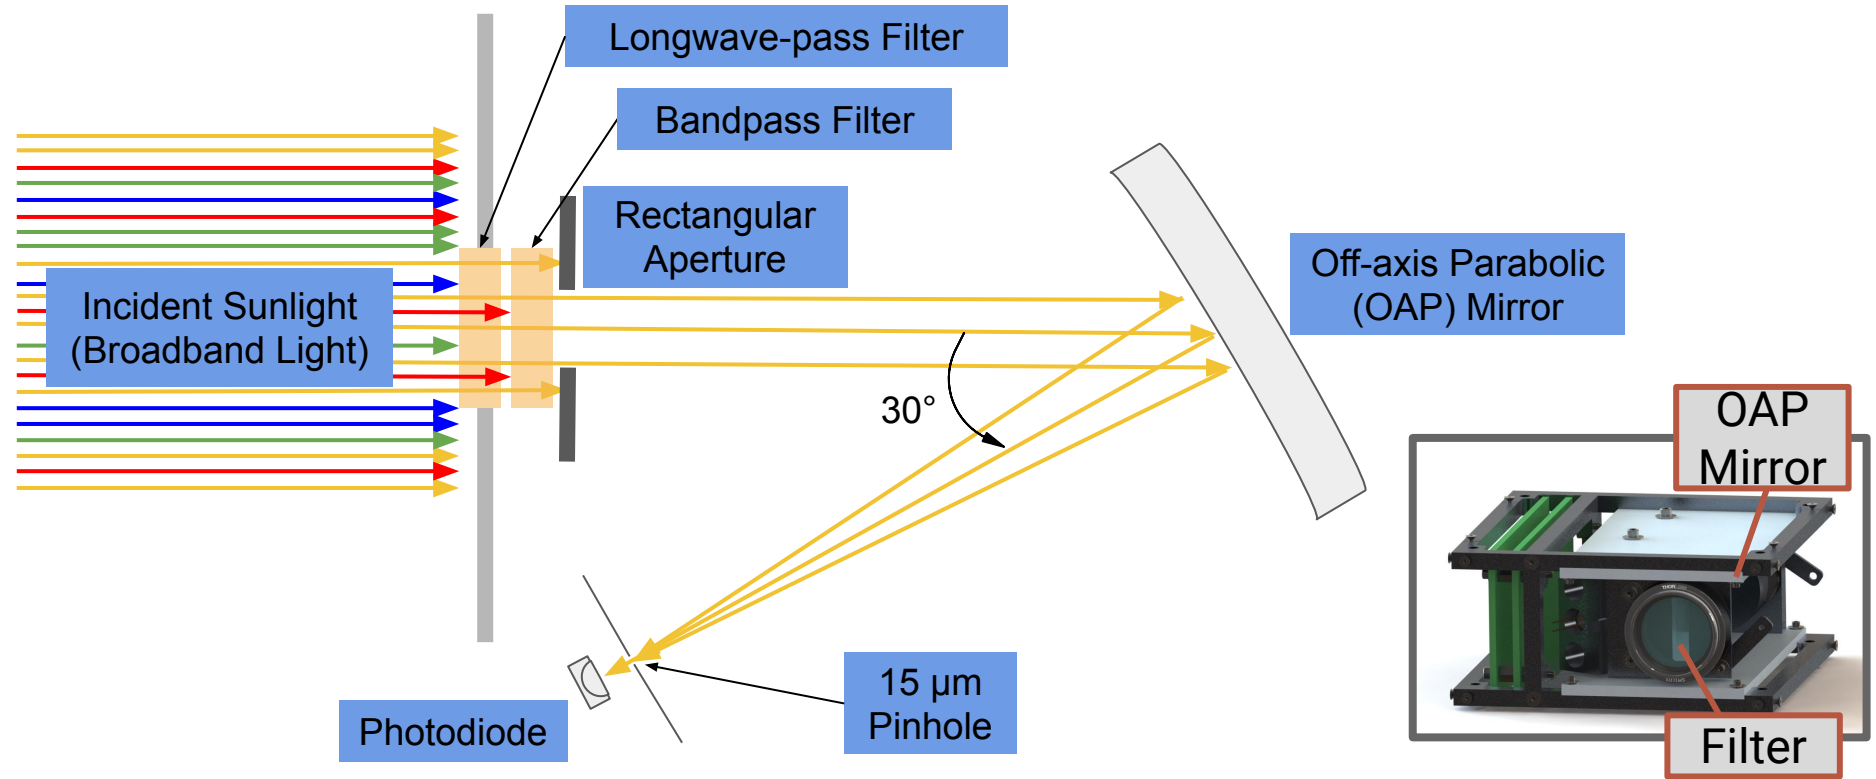 Longwave-pass Filter
Bandpass Filter
Rectangular
Aperture
Incident Sunlight
(Broadband Light)
Off-axis Parabolic
(OAP) Mirror
30°
15 µm
Pinhole
Photodiode
OAP
Mirror
Filter